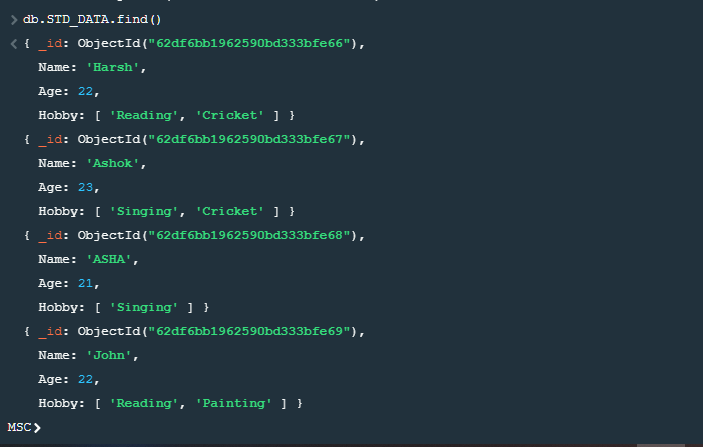 > db.STD_DATA.find()
< { _id: ObjectId("62df6bb1962590bd333bfe66"),
Name: 'Harsh',
Age: 22,
Hobby: [ 'Reading', 'Cricket' ] }
{ _id: ObjectId("62df6bb1962590bd333bfe67"),
Name: 'Ashok',
Age: 23,
Hobby: [ 'Singing', 'Cricket' ] }
{ _id: ObjectId("62df6bb1962590bd333bfe68"),
Name: 'ASHA',
Age: 21,
Hobby: [ 'Singing' ] }
{ _id: ObjectId("62df6bb1962590bd333bfe69"),
Name: 'John',
Age: 22,
Hobby: [ 'Reading', 'Painting' ] }
MSC>